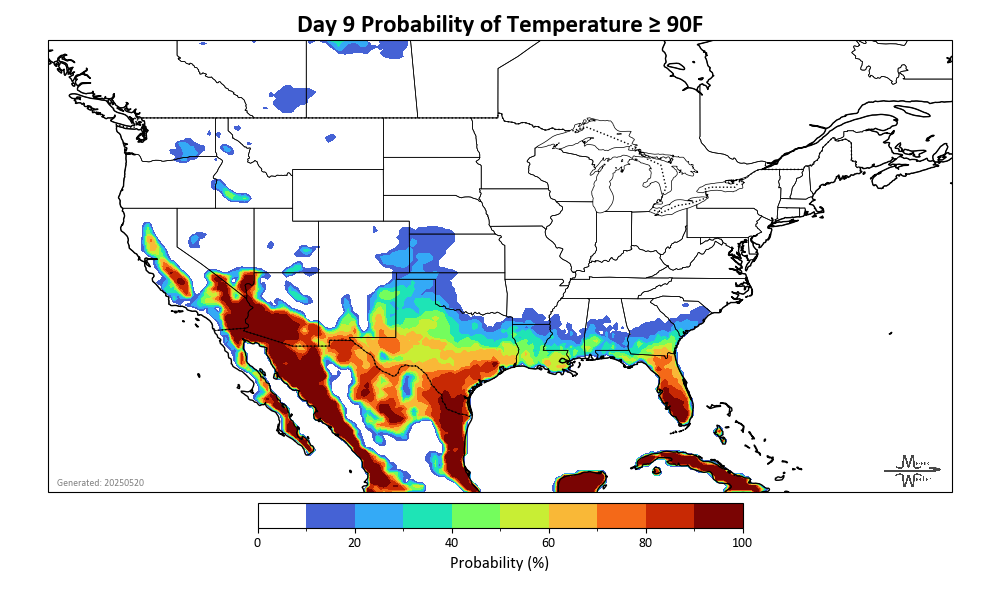 Day 9 Probability of Temperature ≥ 90F
Generated: 20250520
0 20 40 60 80 100
Probability (%)